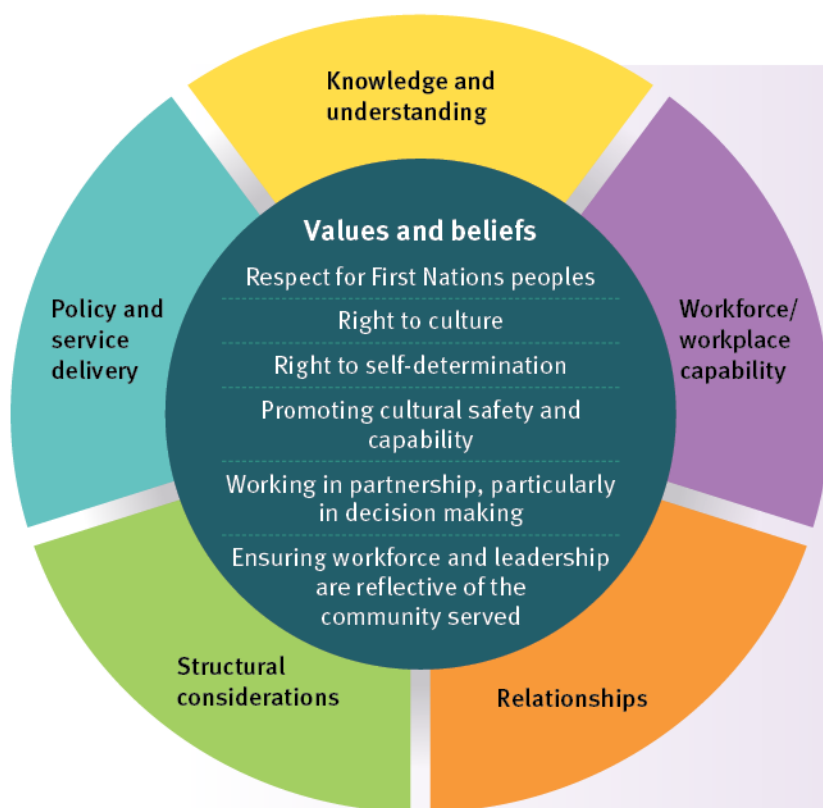 Knowledge and
understanding
Policy and
service
delivery
Values and beliefs
Respect for First Nations peoples
Right to culture
Right to self-determination
Promoting cultural safety and
capability
Working in partnership, particularly
in decision making
Ensuring workforce and leadership
are reflective of the
community served
Workforce/
workplace
capability
Structural
considerations
Relationships